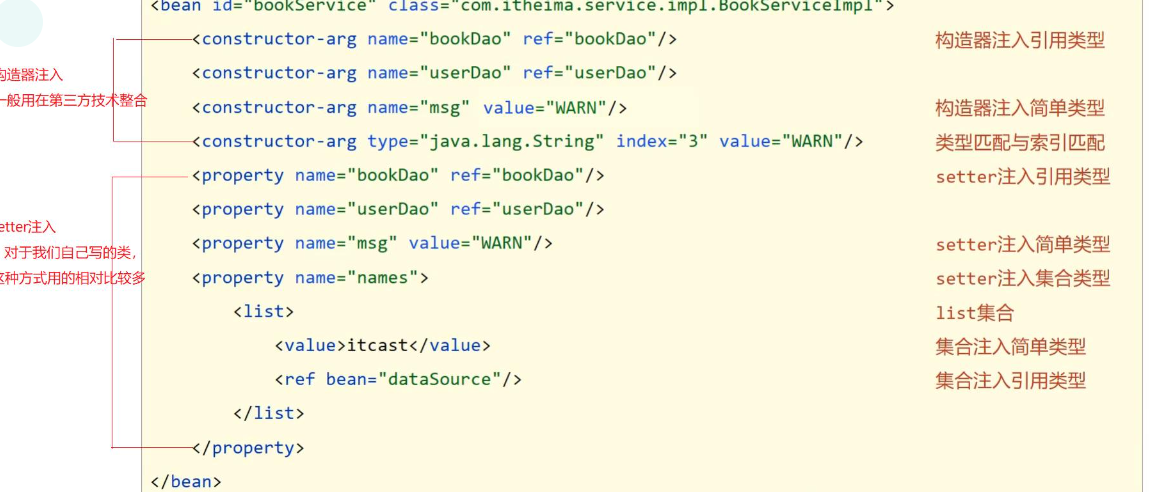 <bean id="bookService" class="com.itheima.service.impl.BookServiceImpl">
<constructor-arg name="bookDao" ref="bookDao"/> 构造器注入引用类型
<constructor-arg name="userDao" ref="userDao"/>
构造器注入
一般用在第三方技术整合
<constructor-arg name="msg" value="WARN"/> 构造器注入简单类型
<constructor-arg type="java.lang.String" index="3" value="WARN"/> 类型匹配与索引匹配
<property name="bookDao" ref="bookDao"/> setter注入引用类型
<property name="userDao" ref="userDao"/>
etter注入
对于我们自己写的类,
这种方式用的相对比较多
<property name="msg" value="WARN"/> setter注入简单类型
<property name="names"> setter注入集合类型
<list> list集合
<value>itcast</value> 集合注入简单类型
<ref bean="dataSource"/> 集合注入引用类型
</list>
</property>
</bean>